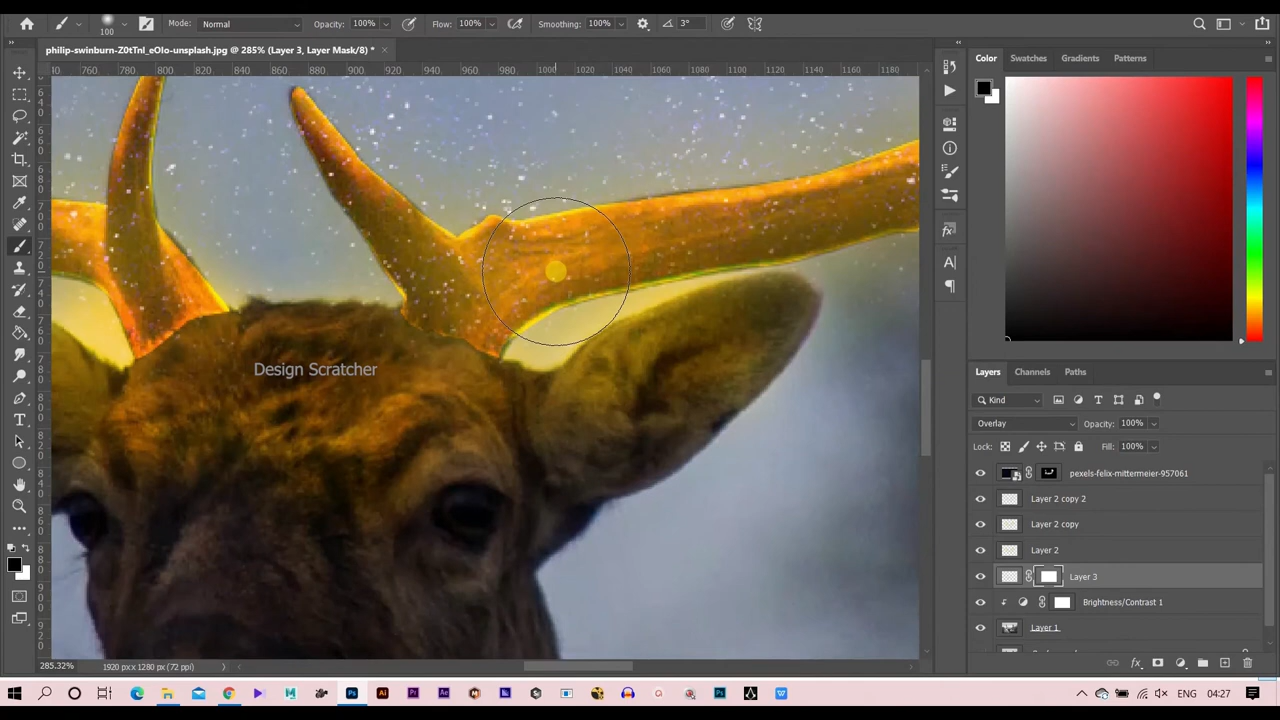 100 Mode: Normal Opacity: 100% Flow: 100% Smoothing: 100% 3°
philip-swinburn-Z0tTnl_eOIo-unsplash.jpg @ 285% (Layer 3, Layer Mask/8) *
760 780 800 820 840 860 880 900 920 940 960 980 1000 1020 1040 1060 1080 1100 1120 1140 1160 1180
Color Swatches Gradients Patterns
Design Scratcher
Layers Channels Paths
Kind
Overlay Opacity: 100%
Lock: Fill: 100%
pexels-felix-mittermeier-957061
Layer 2 copy 2
Layer 2 copy
Layer 2
Layer 3
Brightness/Contrast 1
Layer 1
285.32% 1920 px x 1280 px (72 ppi)
ENG 04:27